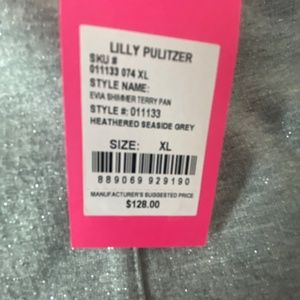 LILLY PULITZER
SKU #
011133 074 XL
STYLE NAME:
EVIA SHIMMER TERRY PAN
STYLE #: 011133
HEATHERED SEASIDE GREY
SIZE: XL
889069 929190
MANUFACTURER'S SUGGESTED PRICE
$128.00